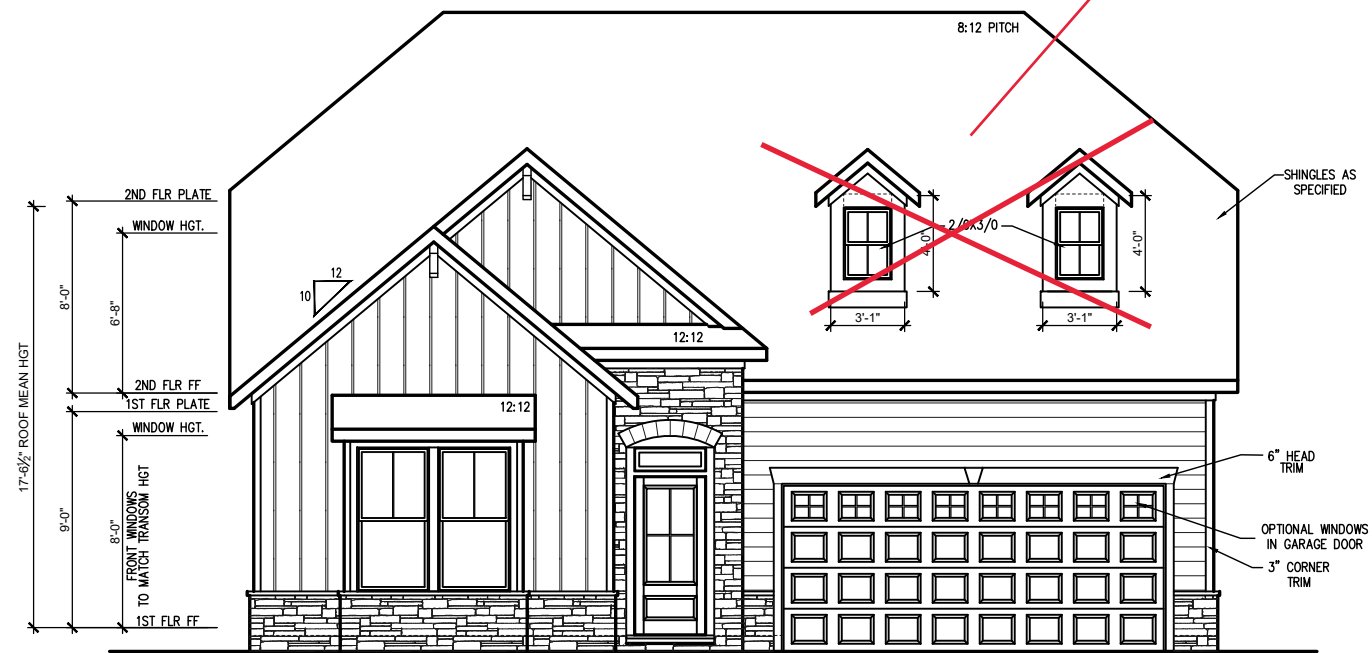 8:12 PITCH
SHINGLES AS
SPECIFIED
2ND FLR PLATE
WINDOW HGT.
12
10
8'-0"
6'-8"
2/0X3/0
4'-0"
4'-0"
3'-1"
3'-1"
12:12
17'-6½" ROOF MEAN HGT
2ND FLR FF
1ST FLR PLATE
WINDOW HGT.
12:12
9'-0"
8'-0"
FRONT WINDOWS
TO MATCH TRANSOM HGT
6" HEAD
TRIM
OPTIONAL WINDOWS
IN GARAGE DOOR
3" CORNER
TRIM
1ST FLR FF